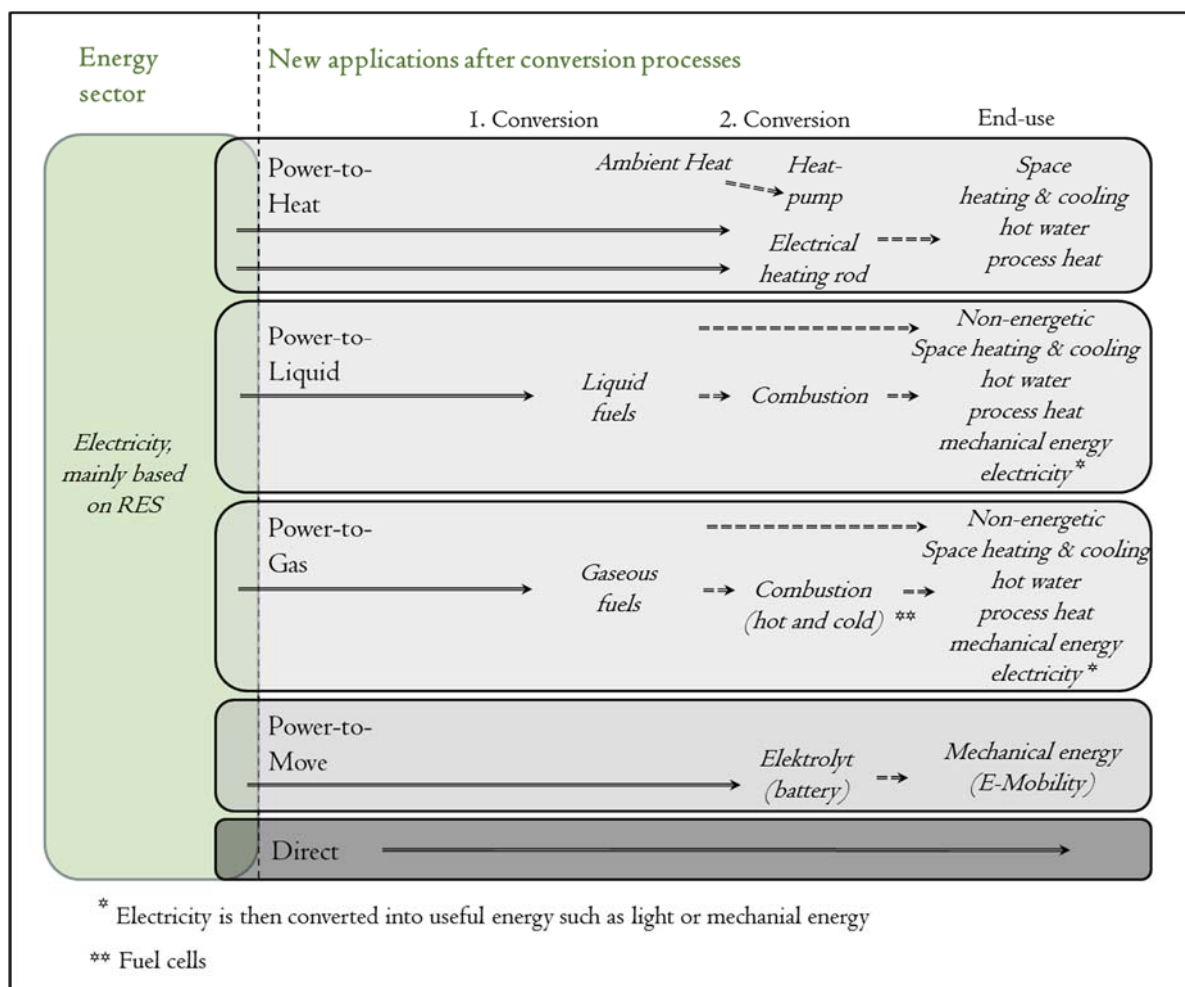 Energy
sector
New applications after conversion processes
1. Conversion
2. Conversion
End-use
Electricity,
mainly based
on RES
Power-to-
Heat
Ambient Heat
Heat-
pump
Electrical
heating rod
Space
heating & cooling
hot water
process heat
Power-to-
Liquid
Liquid
fuels
Combustion
Non-energetic
Space heating & cooling
hot water
process heat
mechanical energy
electricity *
Power-to-
Gas
Gaseous
fuels
Combustion
(hot and cold) **
Non-energetic
Space heating & cooling
hot water
process heat
mechanical energy
electricity *
Power-to-
Move
Elektrolyt
(battery)
Mechanical energy
(E-Mobility)
Direct
* Electricity is then converted into useful energy such as light or mechanial energy
** Fuel cells